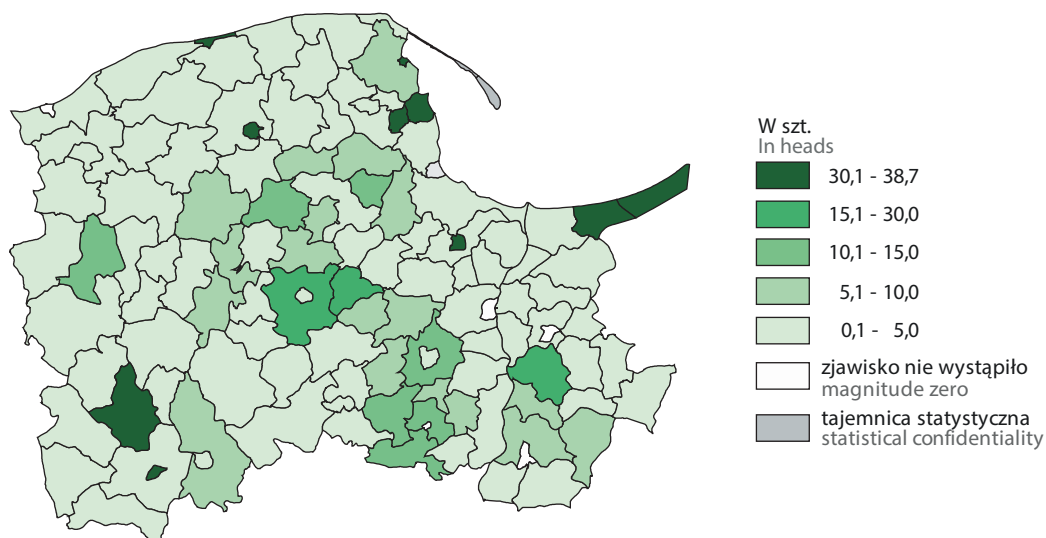 W szt.
In heads
30,1 - 38,7
15,1 - 30,0
10,1 - 15,0
5,1 - 10,0
0,1 - 5,0
zjawisko nie wystąpiło
magnitude zero
tajemnica statystyczna
statistical confidentiality